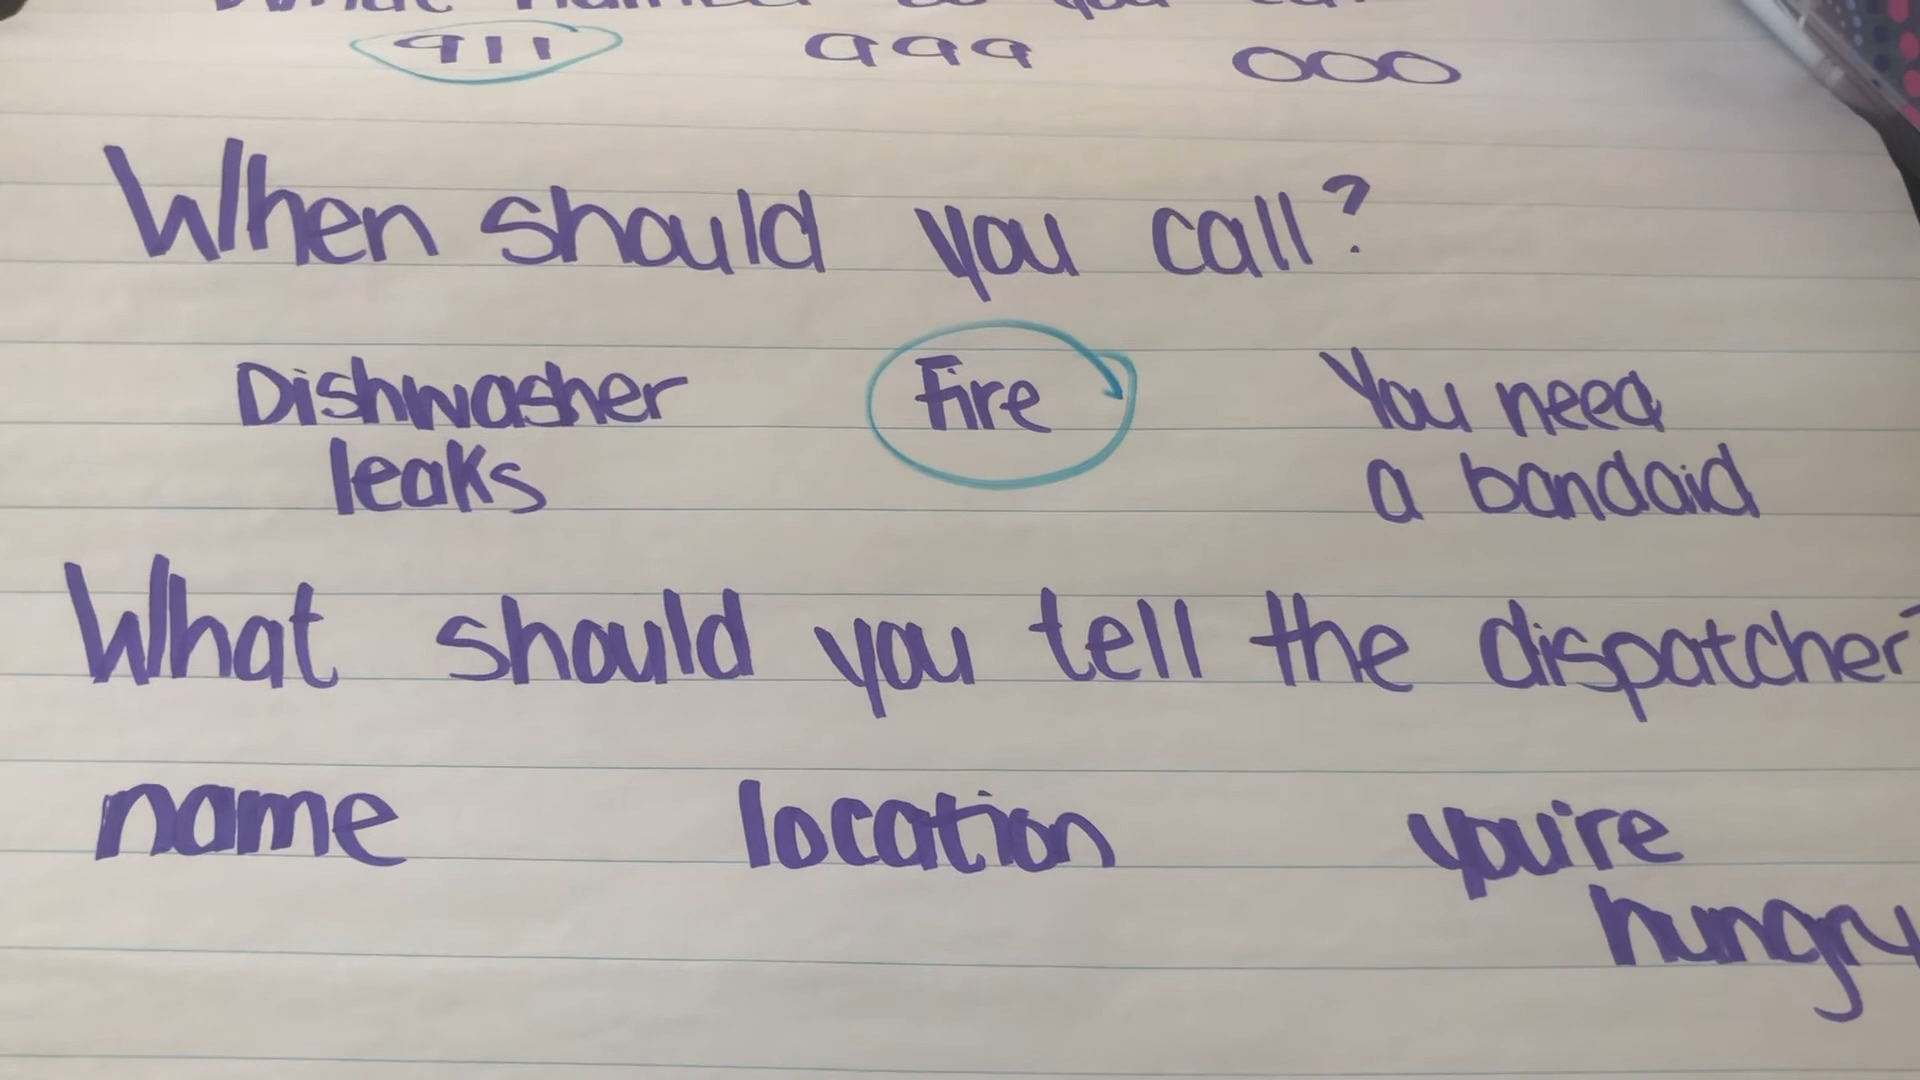 911 999 000
When should you call?
Dishwasher Fire You need
leaks a bandaid
What should you tell the dispatcher
name location you're
hungry